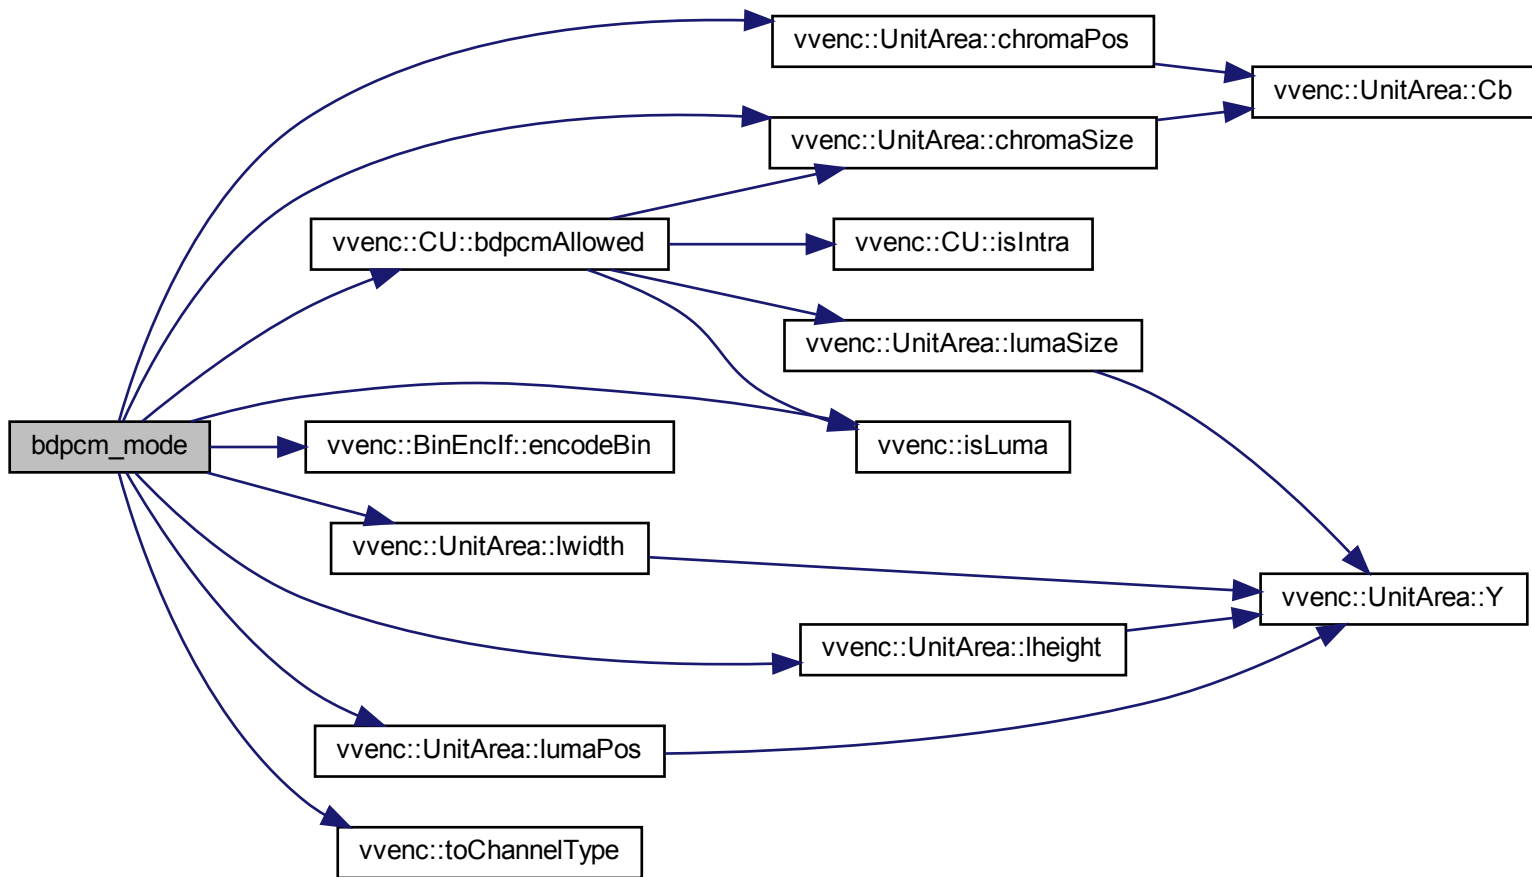 vvenc::UnitArea::chromaPos
vvenc::UnitArea::Cb
vvenc::UnitArea::chromaSize
vvenc::CU::bdpcmAllowed
vvenc::CU::isIntra
vvenc::UnitArea::lumaSize
bdpcm_mode
vvenc::BinEncIf::encodeBin
vvenc::isLuma
vvenc::UnitArea::lwidth
vvenc::UnitArea::Y
vvenc::UnitArea::lheight
vvenc::UnitArea::lumaPos
vvenc::toChannelType